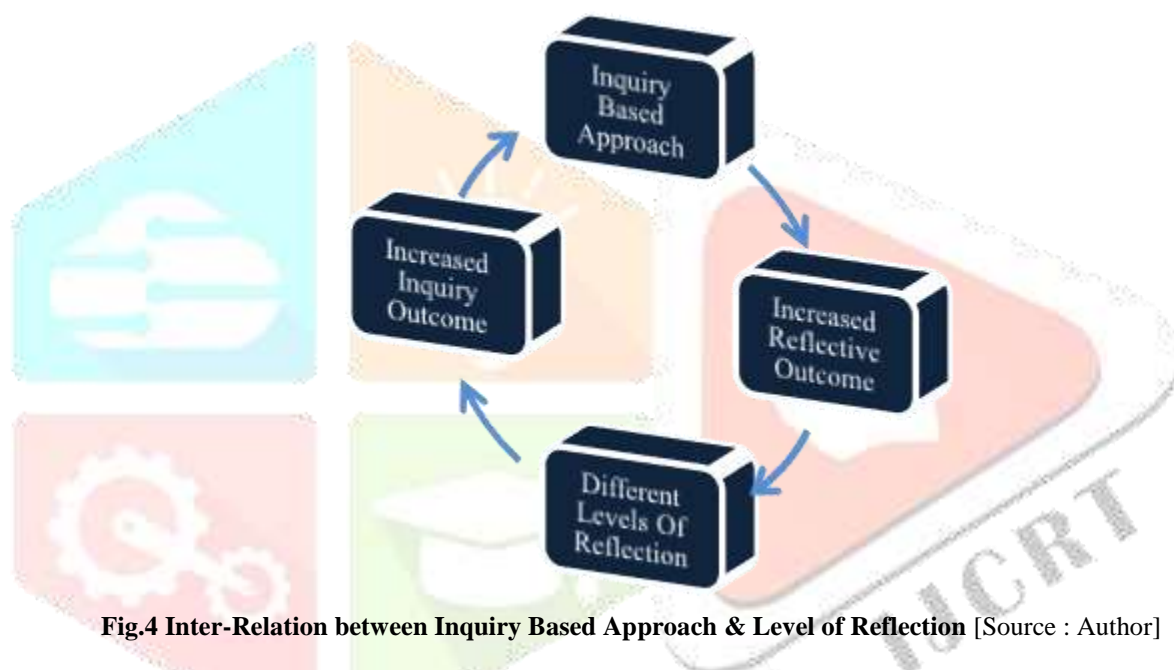 Inquiry
Based
Approach
Increased
Inquiry
Outcome
Increased
Reflective
Outcome
Different
Levels Of
Reflection
IJCRT
Fig.4 Inter-Relation between Inquiry Based Approach & Level of Reflection [Source : Author]